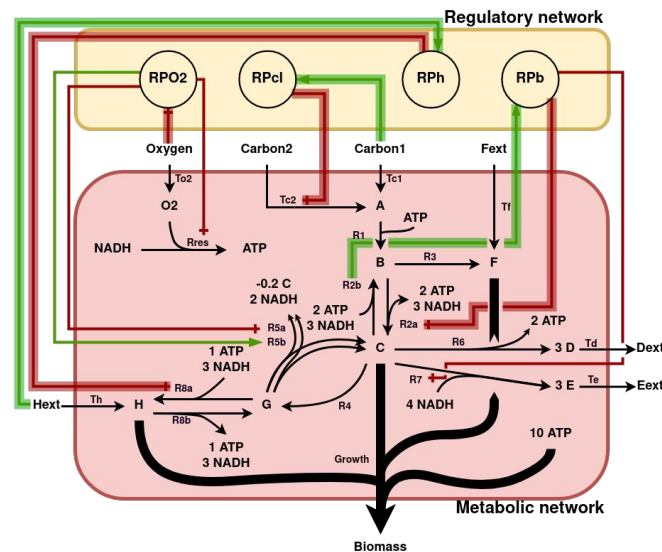 Regulatory network
RPO2
RPcl
RPh
RPb
Oxygen
Carbon2
Carbon1
Fext
To2
Tc2
Tc1
Tf
O2
A
ATP
R1
NADH
Rres
ATP
B
R3
F
-0.2 C
2 NADH
R2b
2 ATP
3 NADH
2 ATP
3 NADH
R2a
2 ATP
R5a
R5b
C
R6
3 D
Td
Dext
1 ATP
3 NADH
R7
3 E
Te
Eext
R8a
4 NADH
Hext
Th
H
G
R4
R8b
1 ATP
3 NADH
10 ATP
Growth
Metabolic network
Biomass